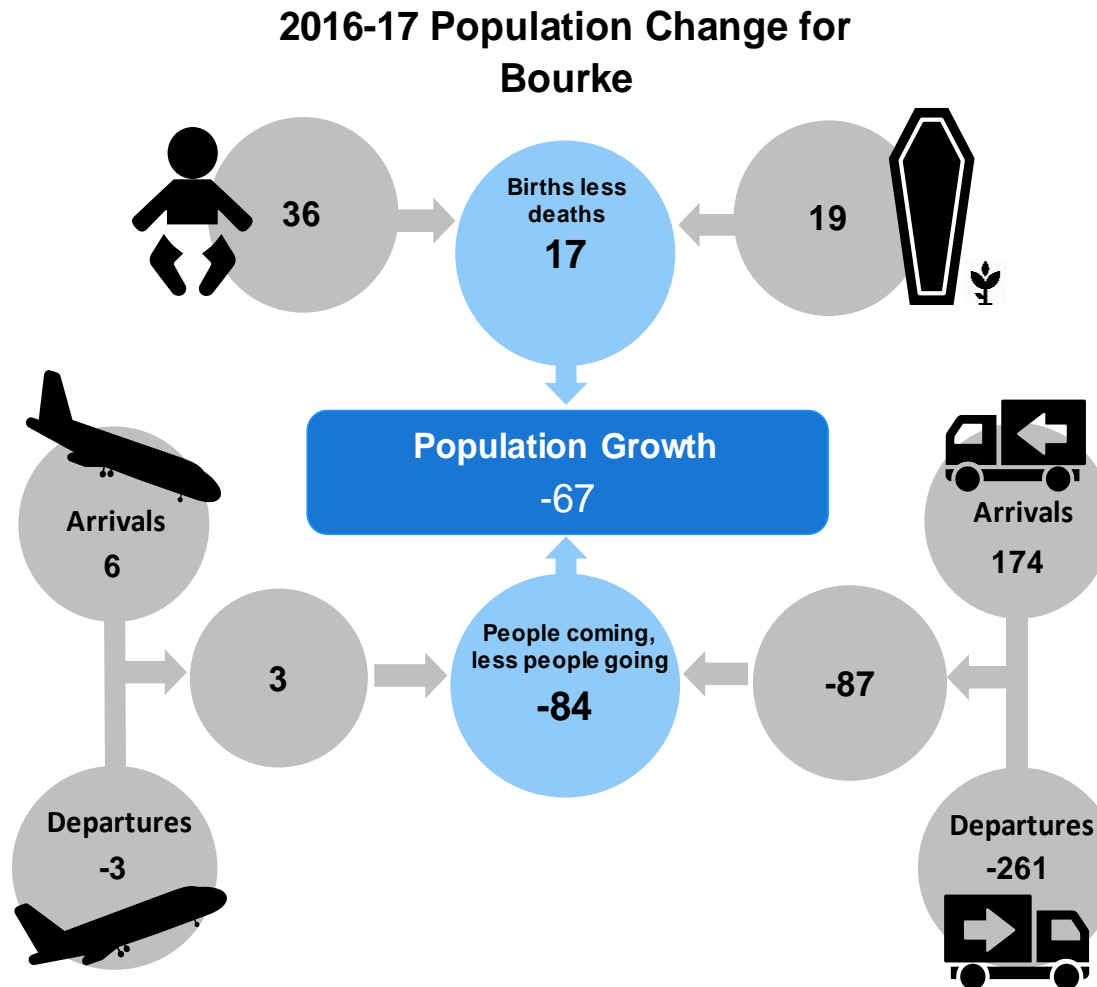 2016-17 Population Change for
Bourke
36
Births less
deaths
17
19
Population Growth
-67
Arrivals
6
Arrivals
174
3
People coming,
less people going
-84
-87
Departures
-3
Departures
-261